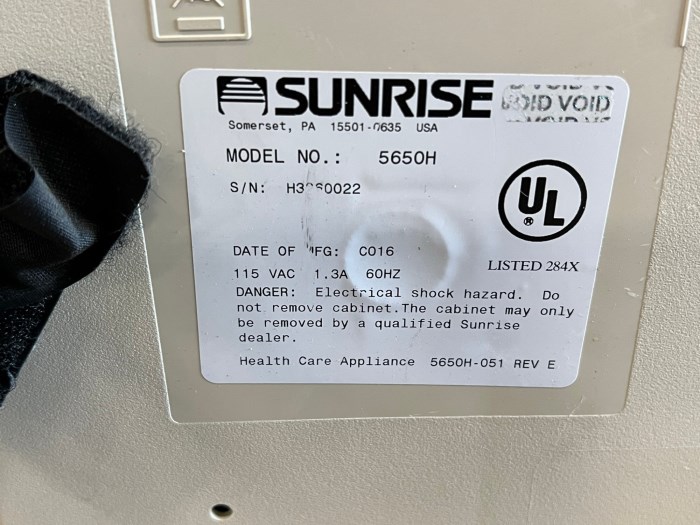 SUNRISE
VOID VOID
Somerset, PA 15501-0635 USA
MODEL NO.: 5650H
S/N:
UL
DATE OF MFG: C016
LISTED 284X
115 VAC 1.3A 60HZ
DANGER: Electrical shock hazard. Do
not remove cabinet.The cabinet may only
be removed by a qualified Sunrise
dealer.
Health Care Appliance 5650H-051 REV E